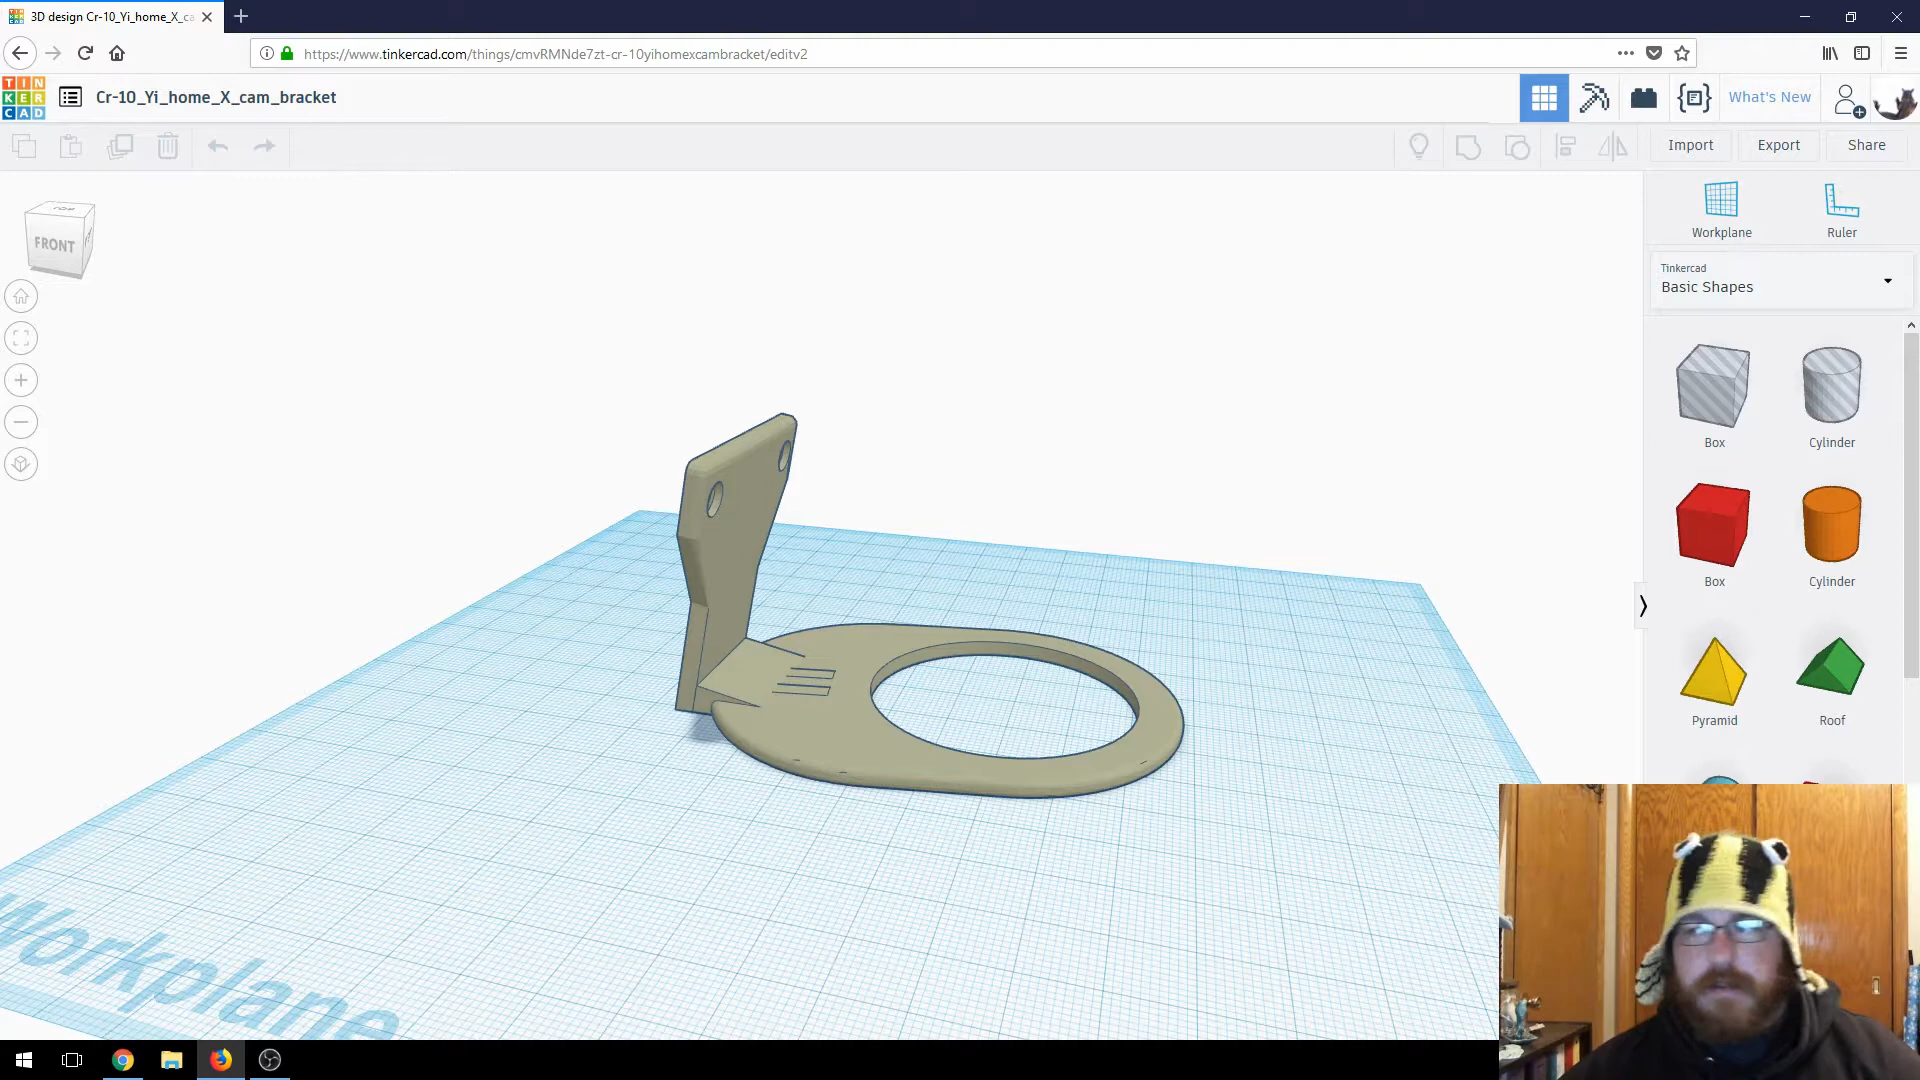 3D design Cr-10_Yi_home_X_ca
https://www.tinkercad.com/things/cmvRMNde7zt-cr-10yihomexcambracket/editv2
TIN
KER
CAD
Cr-10_Yi_home_X_cam_bracket
What's New
Import
Export
Share
TOP
FRONT
Workplane
Ruler
Tinkercad
Basic Shapes
Box
Cylinder
Box
Cylinder
Pyramid
Roof
Workplane